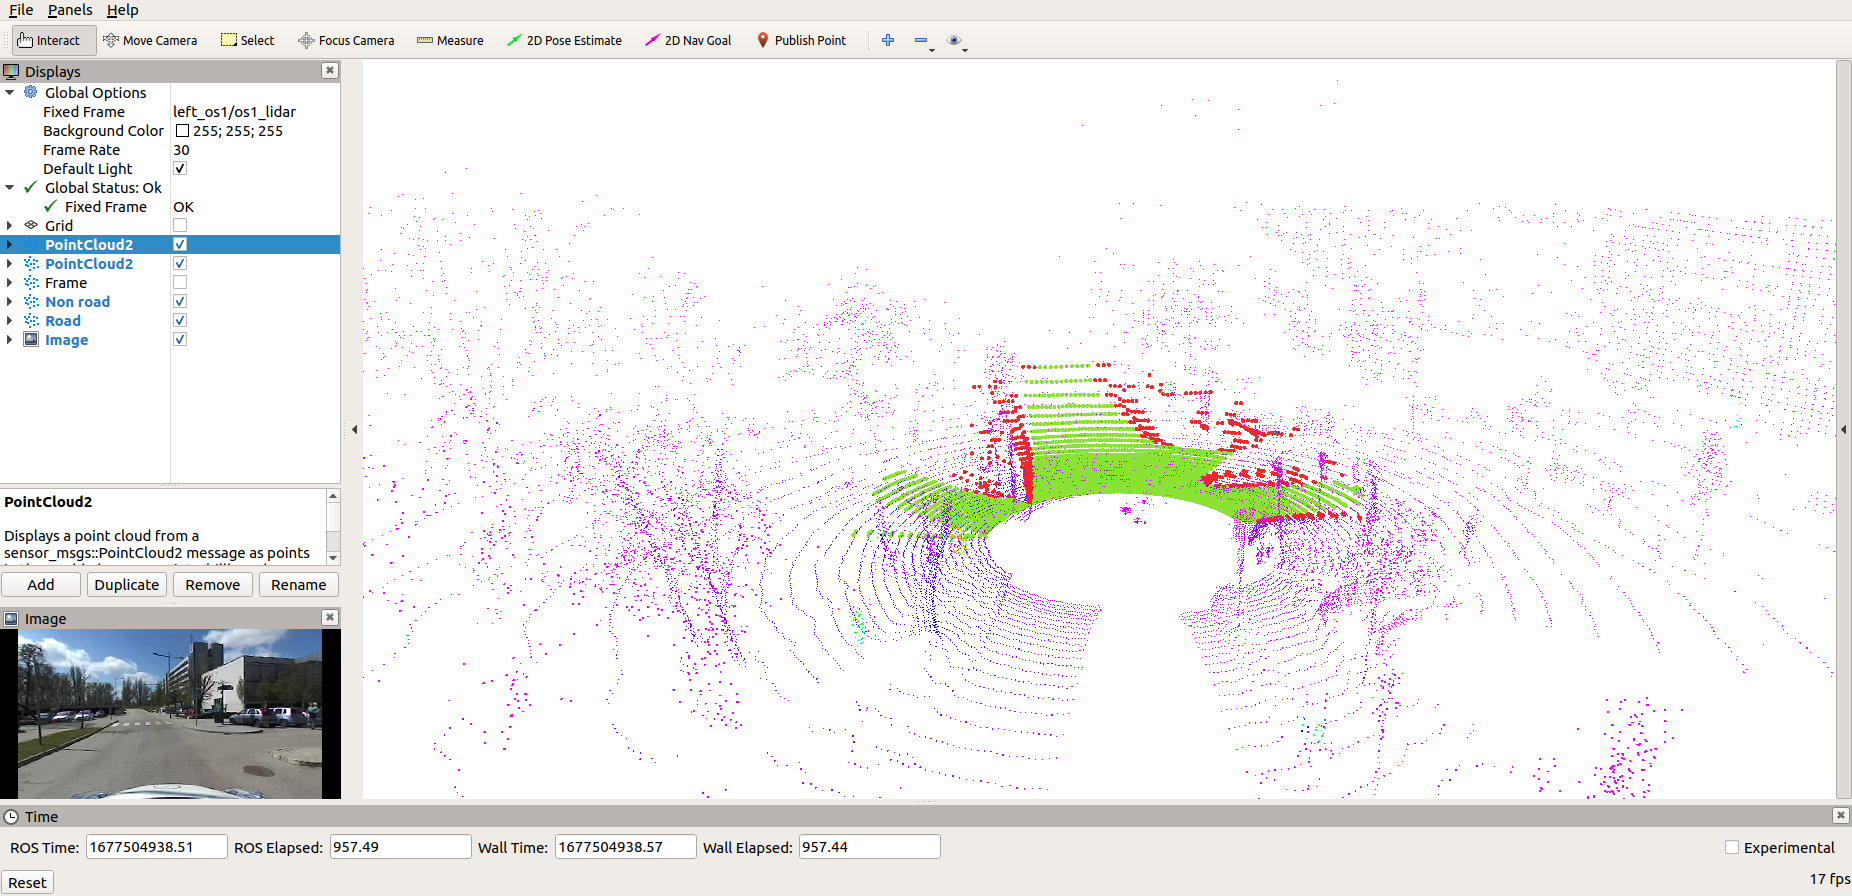 File Panels Help
Interact Move Camera Select Focus Camera Measure 2D Pose Estimate 2D Nav Goal Publish Point
Displays
Global Options
Fixed Frame left_os1/os1_lidar
Background Color 255; 255; 255
Frame Rate 30
Default Light
Global Status: Ok
Fixed Frame OK
Grid
PointCloud2
PointCloud2
Frame
Non road
Road
Image
PointCloud2
Displays a point cloud from a
sensor_msgs::PointCloud2 message as points
Add Duplicate Remove Rename
Image
Time
ROS Time: 1677504938.51 ROS Elapsed: 957.49 Wall Time: 1677504938.57 Wall Elapsed: 957.44 Experimental
Reset 17 fps